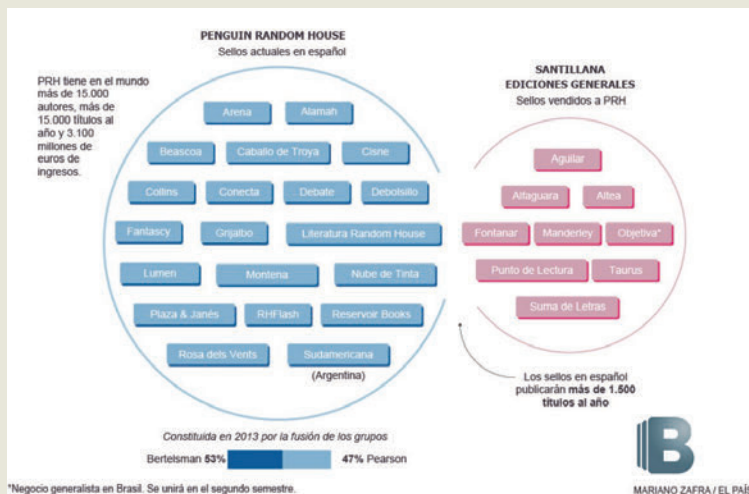 PENGUIN RANDOM HOUSE
Sellos actuales en español
PRH tiene en el mundo
más de 15.000
autores, más de
15.000 títulos al
año y 3.100
millones de
euros de
ingresos.
Arena Alamah
Beascoa Caballo de Troya Cisne
Collins Conecta Debate Debolsillo
Fantascy Grijalbo Literatura Random House
Lumen Montena Nube de Tinta
Plaza & Janés RHFlash Reservoir Books
Rosa dels Vents Sudamericana
(Argentina)
SANTILLANA
EDICIONES GENERALES
Sellos vendidos a PRH
Aguilar
Alfaguara Altea
Fontanar Manderley Objetiva*
Punto de Lectura Taurus
Suma de Letras
Los sellos en español
publicarán más de 1.500
títulos al año
Constituida en 2013 por la fusión de los grupos
Bertelsman 53% 47% Pearson
*Negocio generalista en Brasil. Se unirá en el segundo semestre.
B
MARIANO ZAFRA / EL PAÍS